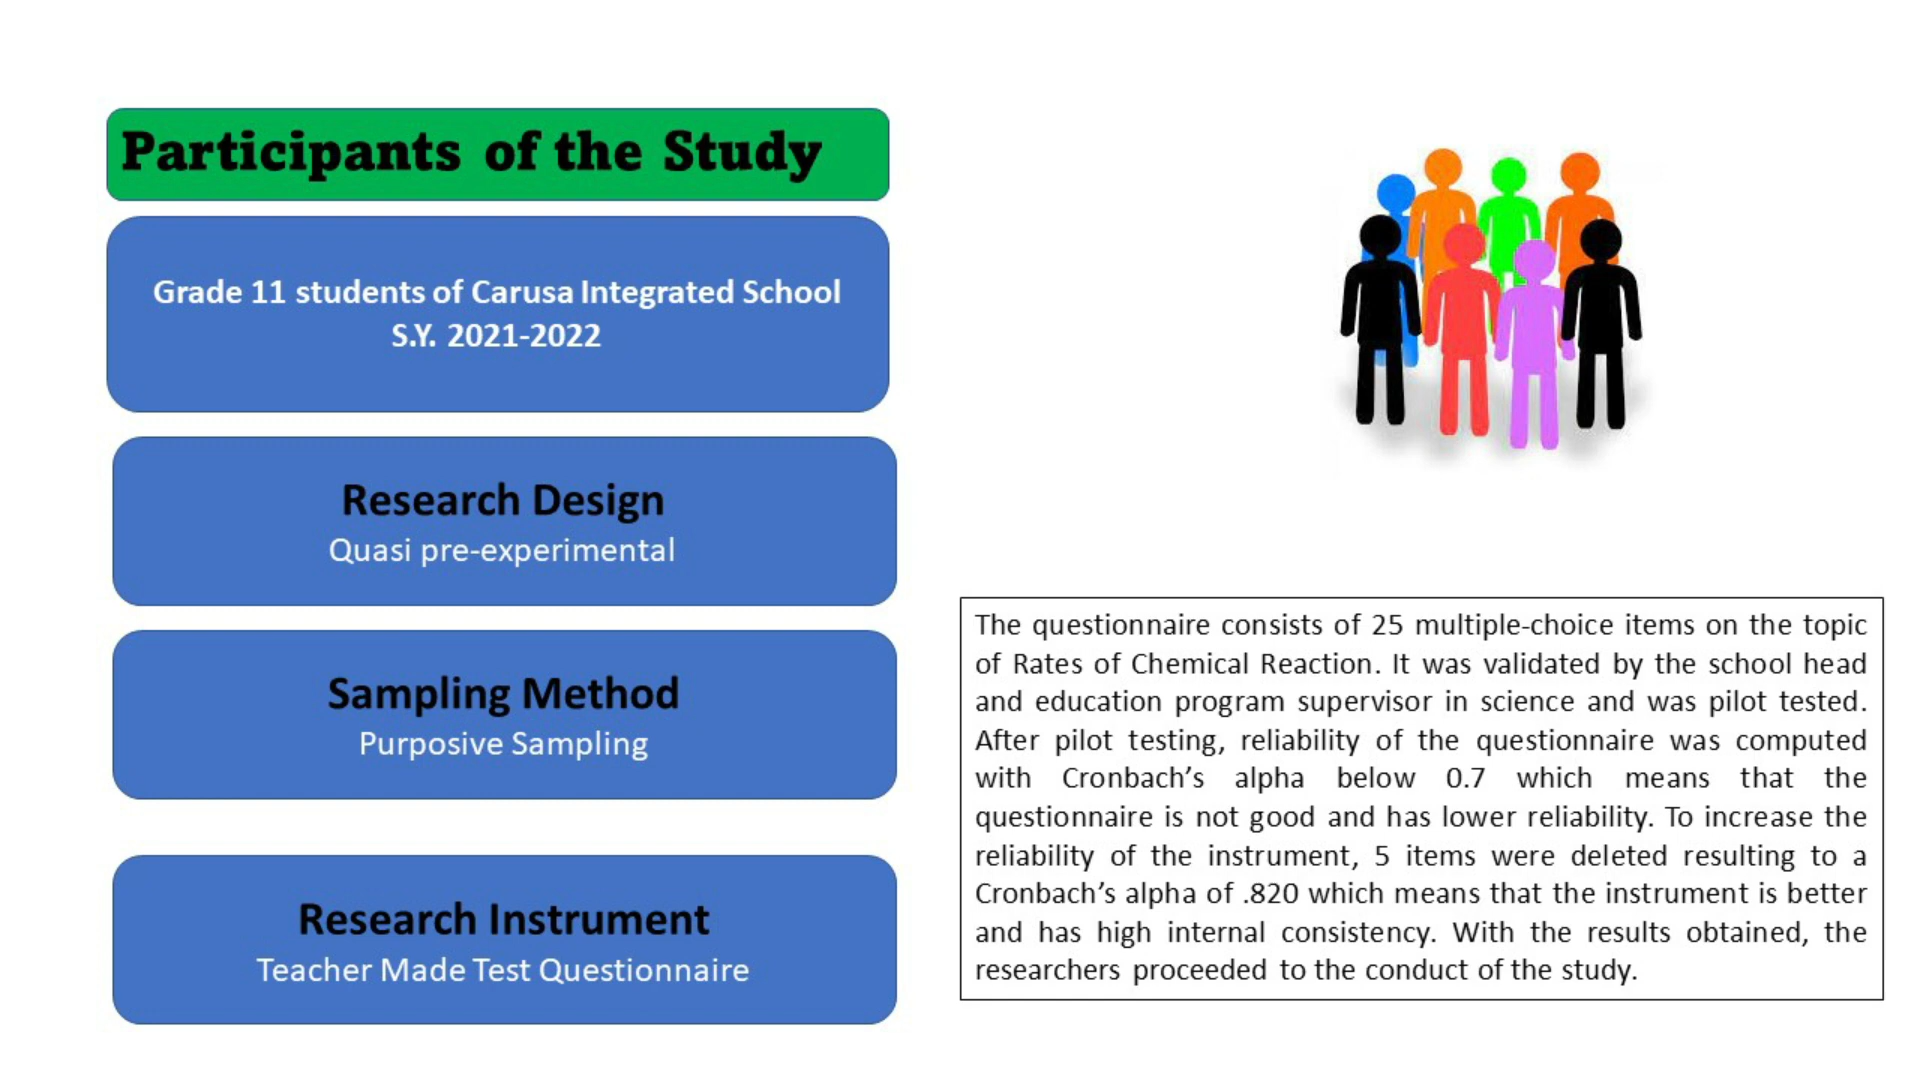 Participants of the Study
Grade 11 students of Carusa Integrated School
S.Y. 2021-2022
Research Design
Quasi pre-experimental
Sampling Method
Purposive Sampling
Research Instrument
Teacher Made Test Questionnaire
The questionnaire consists of 25 multiple-choice items on the topic
of Rates of Chemical Reaction. It was validated by the school head
and education program supervisor in science and was pilot tested.
After pilot testing, reliability of the questionnaire was computed
with Cronbach’s alpha below 0.7 which means that the
questionnaire is not good and has lower reliability. To increase the
reliability of the instrument, 5 items were deleted resulting to a
Cronbach’s alpha of .820 which means that the instrument is better
and has high internal consistency. With the results obtained, the
researchers proceeded to the conduct of the study.